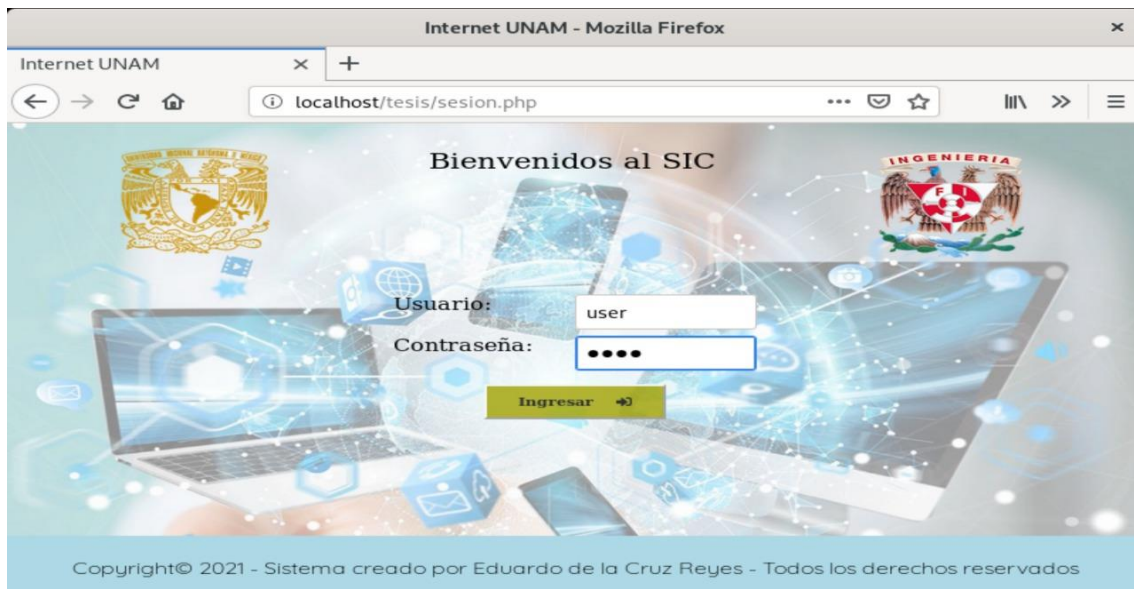 Internet UNAM - Mozilla Firefox
Internet UNAM
localhost/tesis/sesion.php
Bienvenidos al SIC
INGENIERIA
F I
Usuario:
user
Contraseña:
Ingresar
Copyright© 2021 - Sistema creado por Eduardo de la Cruz Reyes - Todos los derechos reservados